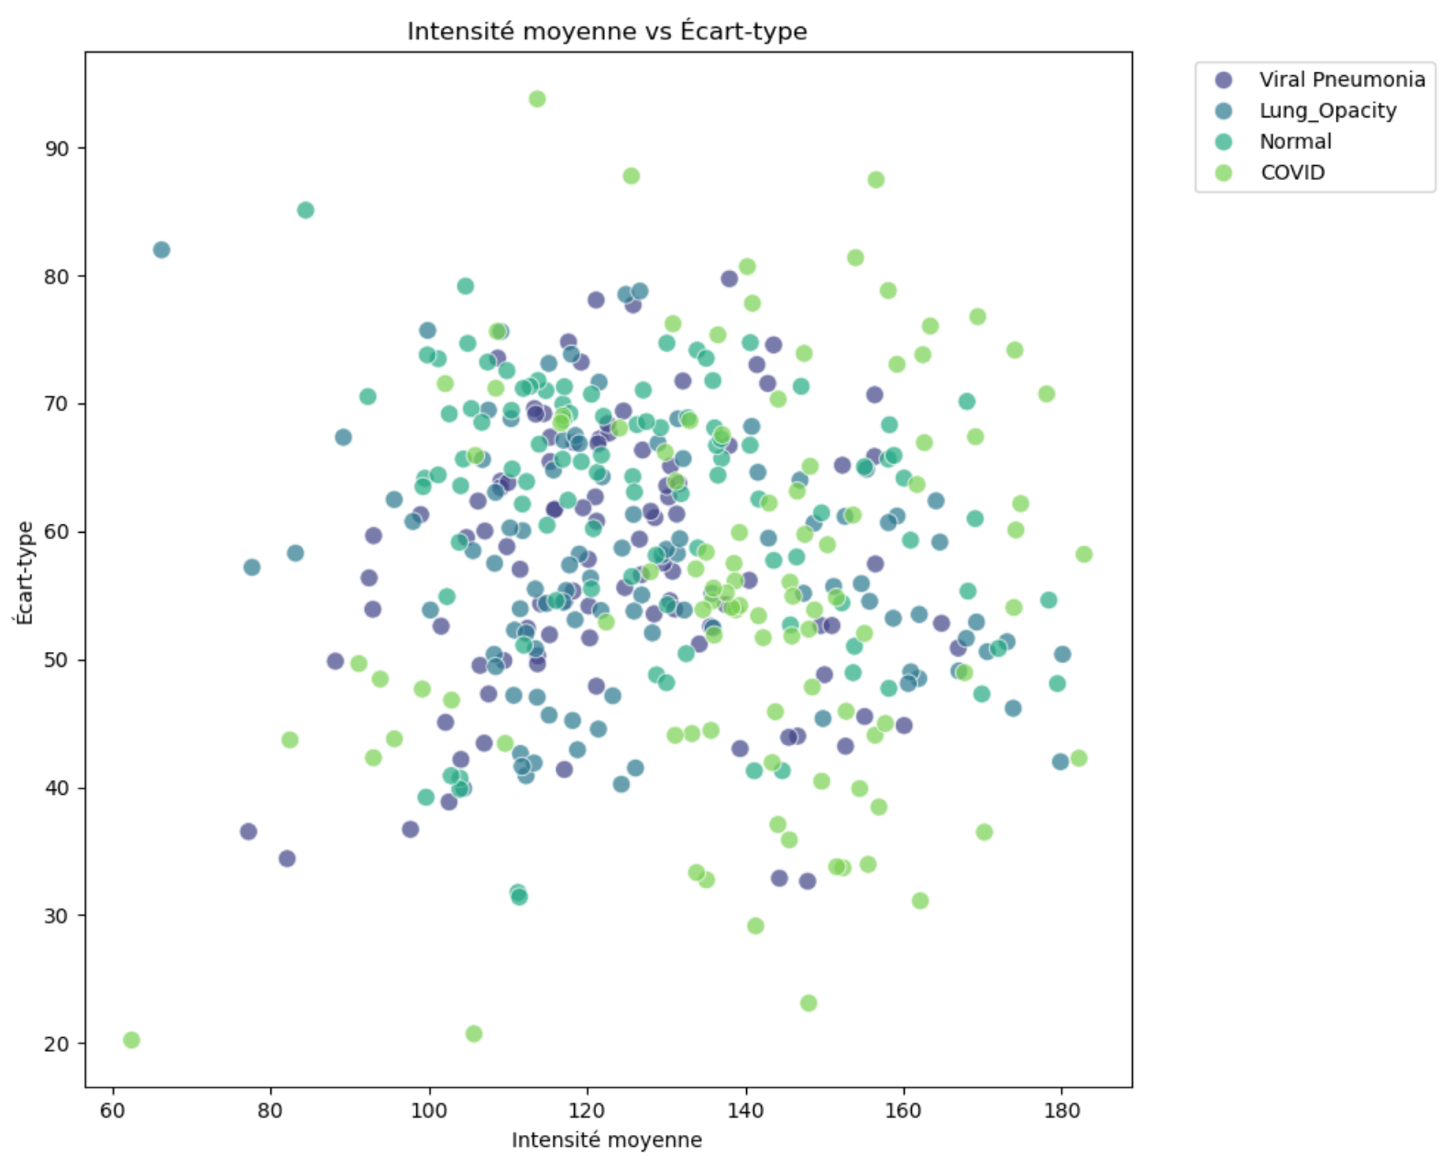 Intensité moyenne vs Écart-type
Viral Pneumonia
Lung_Opacity
Normal
COVID
90
80
70
60
50
40
30
20
Écart-type
60 80 100 120 140 160 180
Intensité moyenne